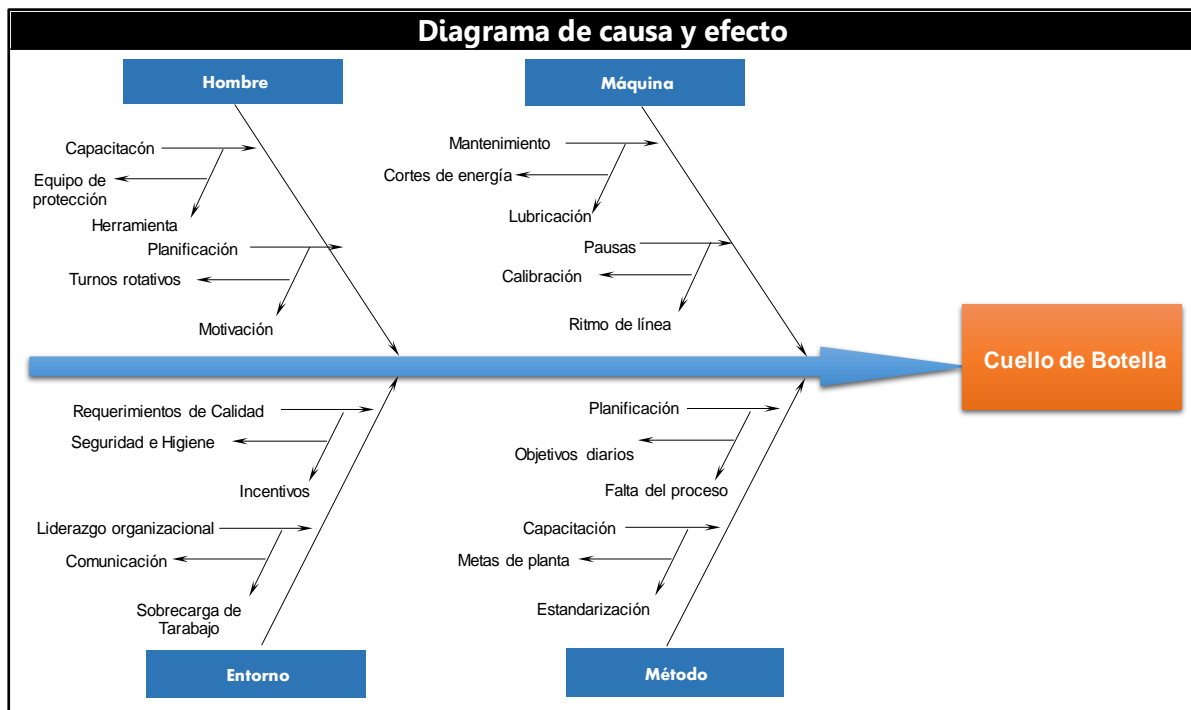 Diagrama de causa y efecto
Hombre
Máquina
Capacitacón
Equipo de
protección
Herramienta
Planificación
Turnos rotativos
Motivación
Mantenimiento
Cortes de energía
Lubricación
Pausas
Calibración
Ritmo de línea
Cuello de Botella
Requerimientos de Calidad
Seguridad e Higiene
Incentivos
Liderazgo organizacional
Comunicación
Sobrecarga de
Tarabajo
Planificación
Objetivos diarios
Falta del proceso
Capacitación
Metas de planta
Estandarización
Entorno
Método